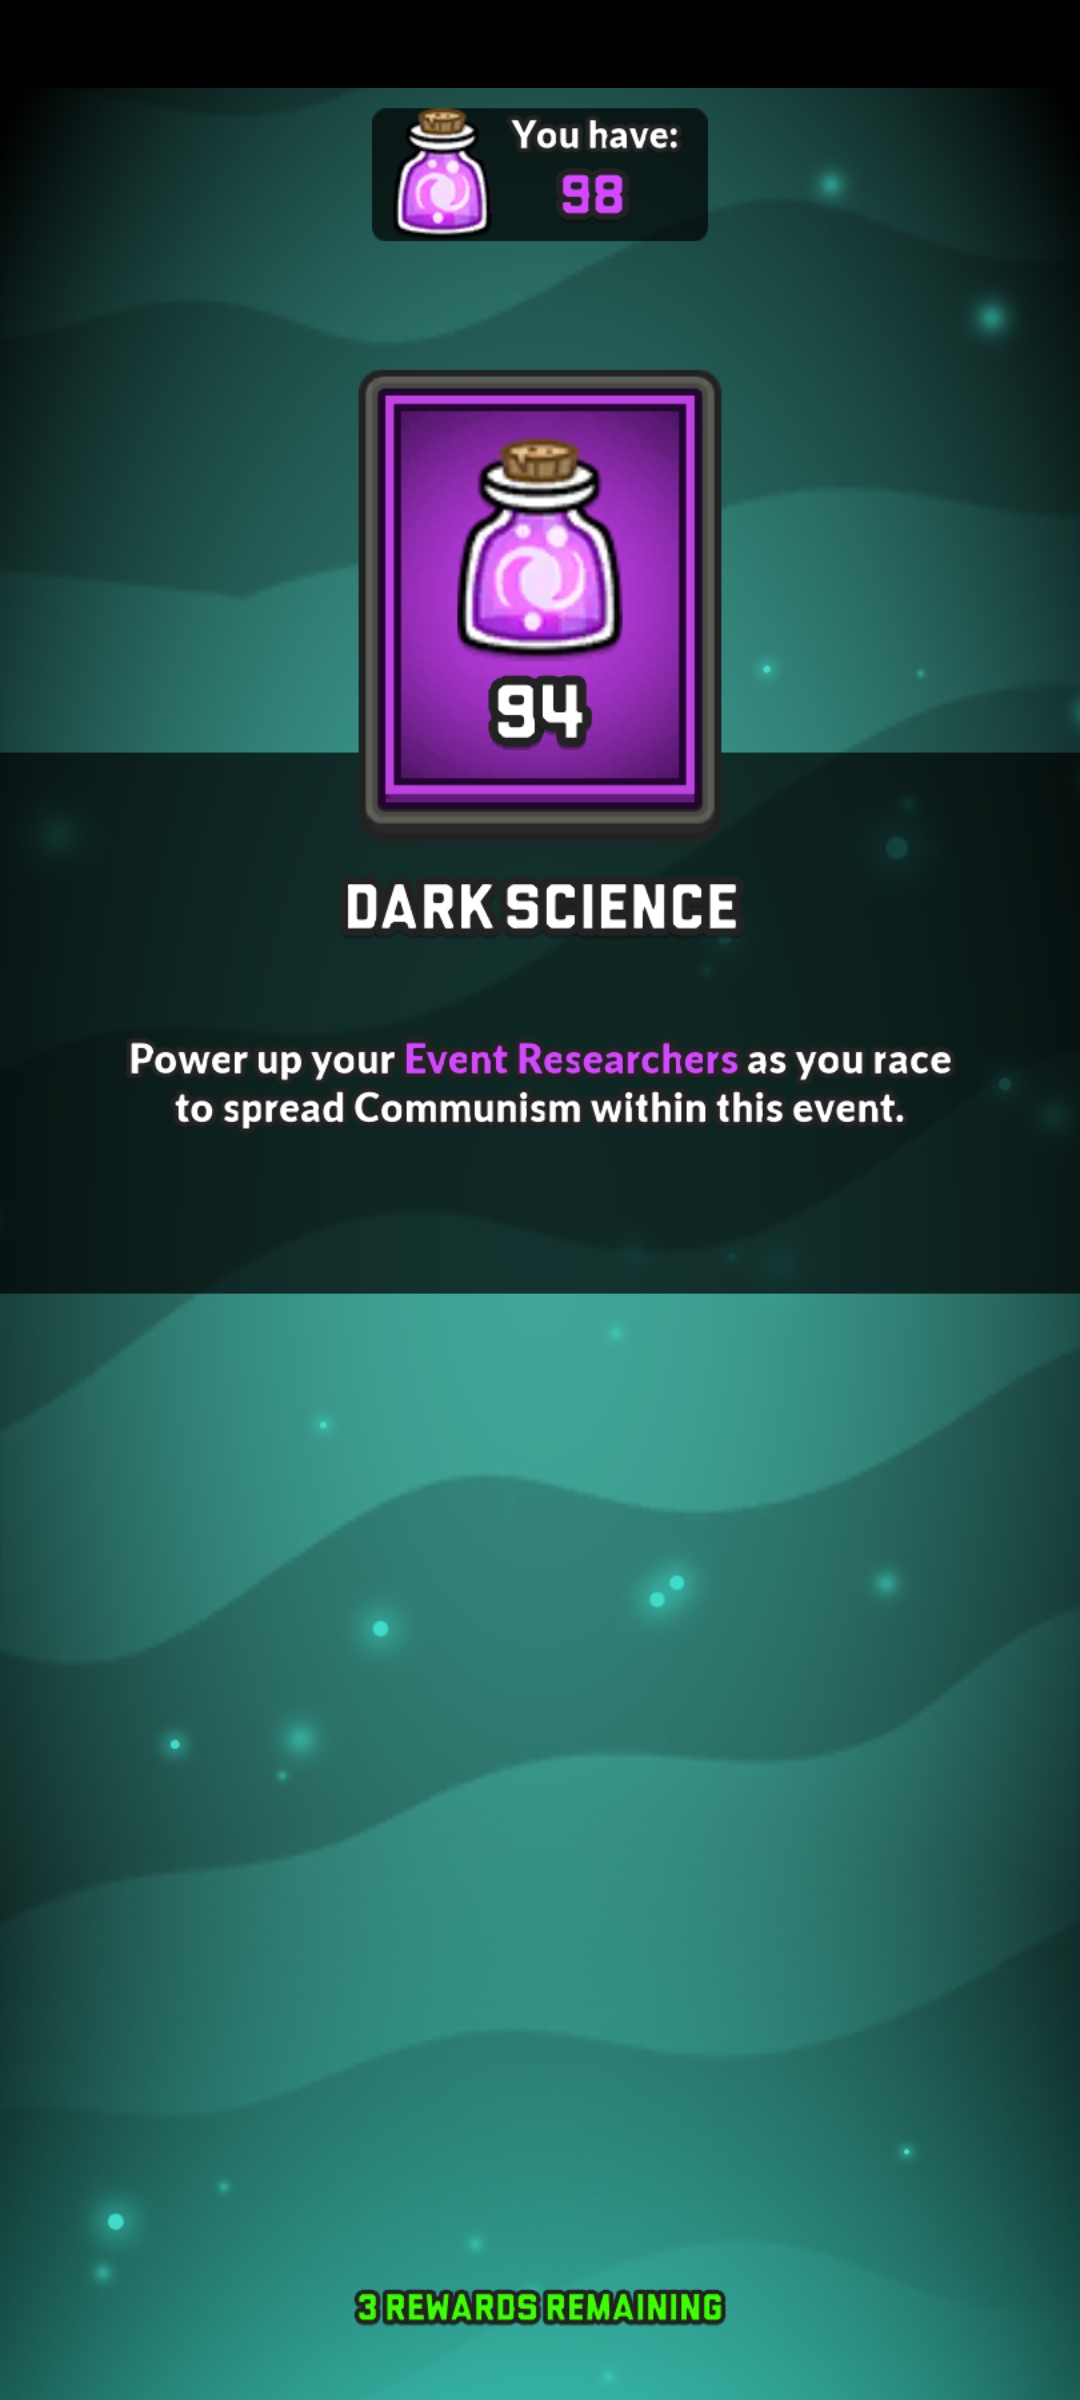 You have:
98
94
DARK SCIENCE
Power up your Event Researchers as you race
to spread Communism within this event.
3 REWARDS REMAINING